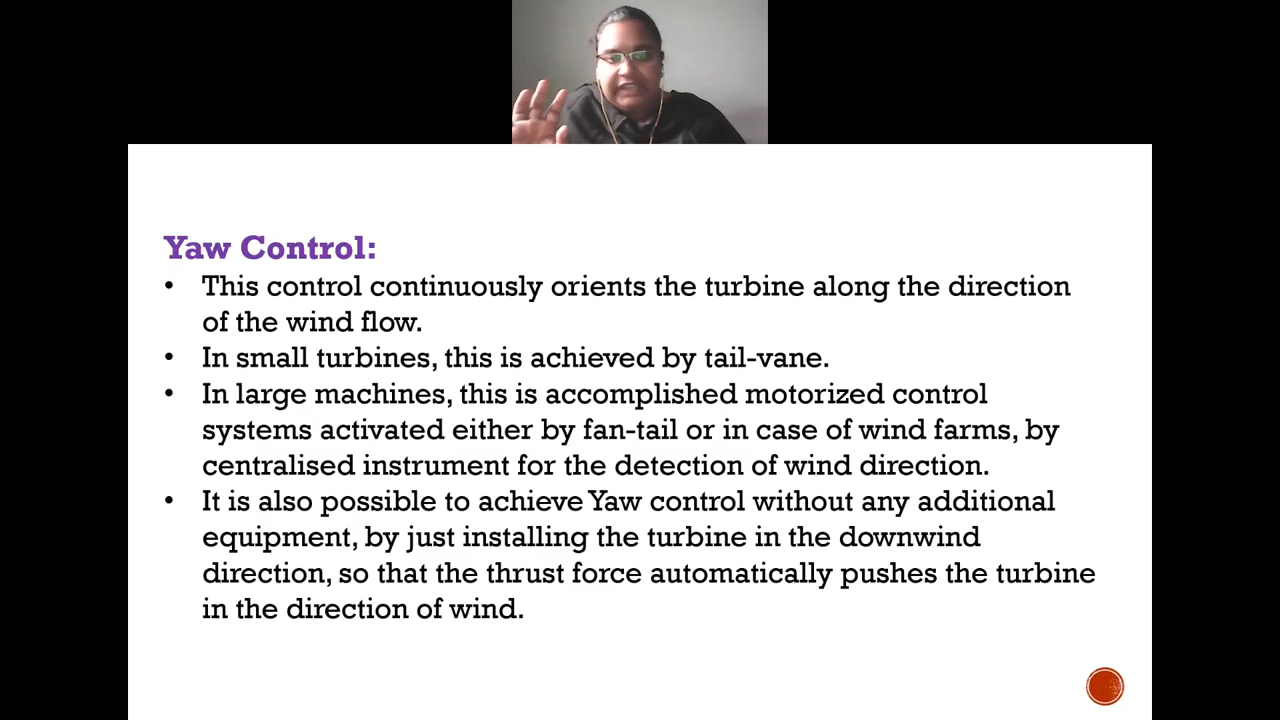 Yaw Control:
• This control continuously orients the turbine along the direction
of the wind flow.
• In small turbines, this is achieved by tail-vane.
• In large machines, this is accomplished motorized control
systems activated either by fan-tail or in case of wind farms, by
centralised instrument for the detection of wind direction.
• It is also possible to achieve Yaw control without any additional
equipment, by just installing the turbine in the downwind
direction, so that the thrust force automatically pushes the turbine
in the direction of wind.